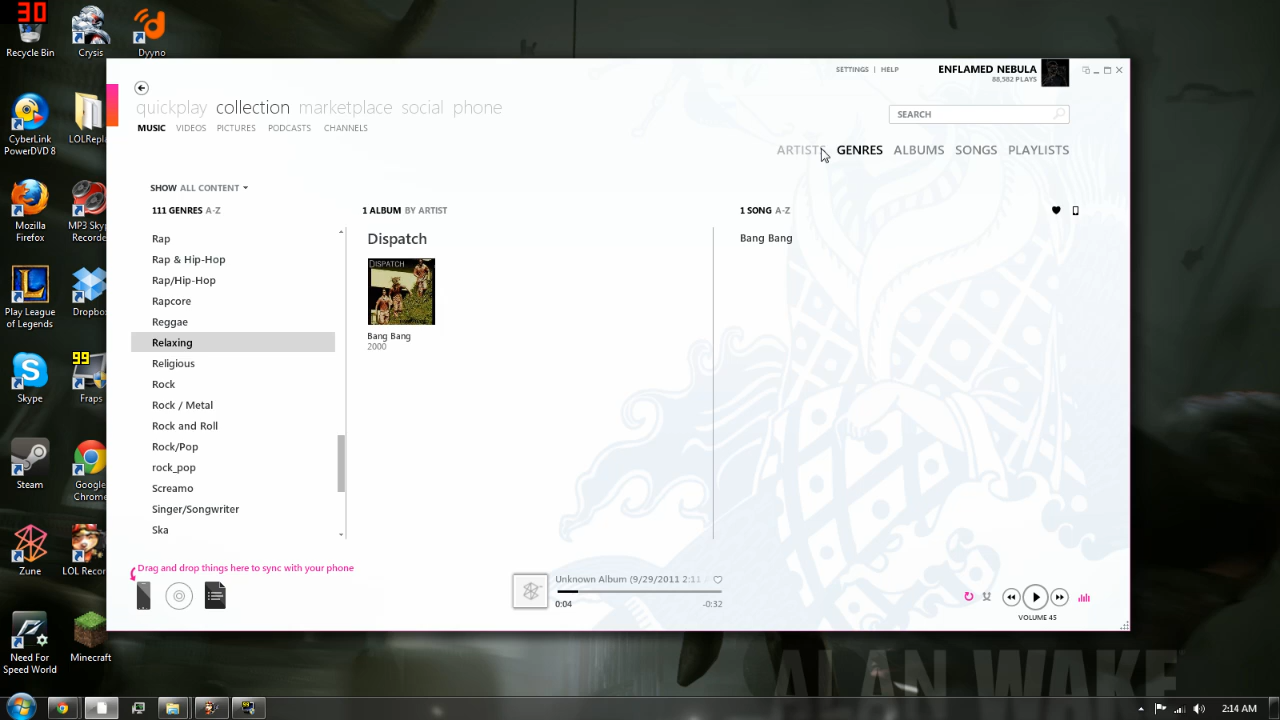 30
Recycle Bin
Crysis
Dyyno
CyberLink
PowerDVD 8
LOLRepla
Mozilla
Firefox
MP3 Sky
Recorde
Play League
of Legends
Dropbo
Skype
99
Fraps
Steam
Google
Chrome
Zune
LOL Recor
Need For
Speed World
Minecraft
SETTINGS | HELP
ENFLAMED NEBULA
88,582 PLAYS
quickplay collection marketplace social phone
MUSIC VIDEOS PICTURES PODCASTS CHANNELS
SEARCH
ARTIST GENRES ALBUMS SONGS PLAYLISTS
SHOW ALL CONTENT
111 GENRES A-Z
1 ALBUM BY ARTIST
1 SONG A-Z
Rap
Rap & Hip-Hop
Rap/Hip-Hop
Rapcore
Reggae
Relaxing
Religious
Rock
Rock / Metal
Rock and Roll
Rock/Pop
rock_pop
Screamo
Singer/Songwriter
Ska
Dispatch
DISPATCH
Bang Bang
2000
Bang Bang
Drag and drop things here to sync with your phone
Unknown Album (9/29/2011 2:11
0:04
-0:32
VOLUME 45
ALAN WAKE
2:14 AM